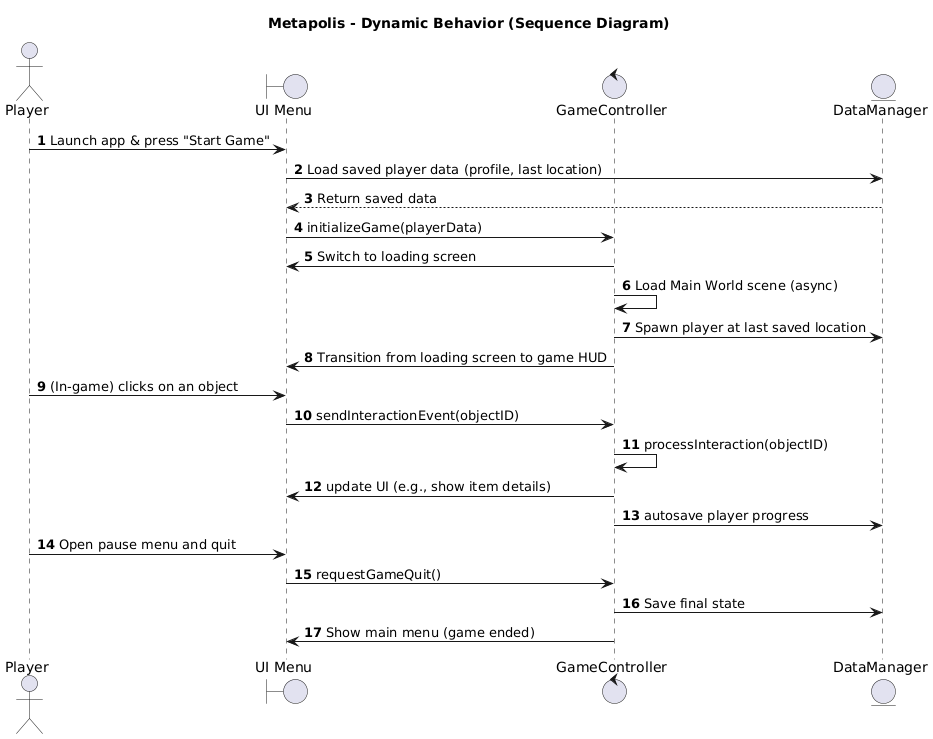 Metapolis - Dynamic Behavior (Sequence Diagram)
Player UI Menu GameController DataManager
1 Launch app & press "Start Game"
2 Load saved player data (profile, last location)
3 Return saved data
4 initializeGame(playerData)
5 Switch to loading screen
6 Load Main World scene (async)
7 Spawn player at last saved location
8 Transition from loading screen to game HUD
9 (In-game) clicks on an object
10 sendInteractionEvent(objectID)
11 processInteraction(objectID)
12 update UI (e.g., show item details)
13 autosave player progress
14 Open pause menu and quit
15 requestGameQuit()
16 Save final state
17 Show main menu (game ended)
Player UI Menu GameController DataManager